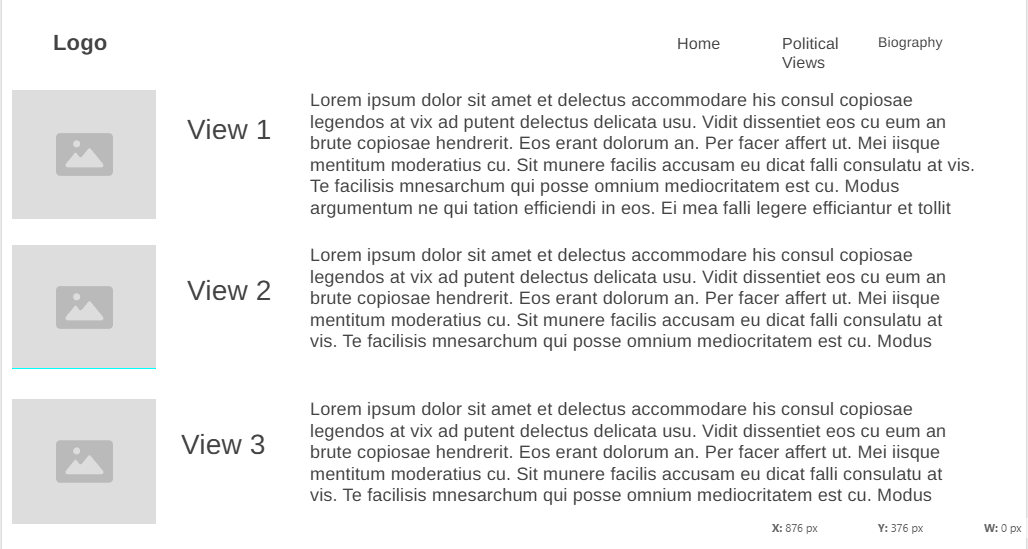 Logo
Home
Political
Views
Biography
View 1
Lorem ipsum dolor sit amet et delectus accommodare his consul copiosae
legendos at vix ad putent delectus delicata usu. Vidit dissentiet eos cu eum an
brute copiosae hendrerit. Eos erant dolorum an. Per facer affert ut. Mei iisque
mentitum moderatius cu. Sit munere facilis accusam eu dicat falli consulatu at vis.
Te facilisis mnesarchum qui posse omnium mediocritatem est cu. Modus
argumentum ne qui tation efficiendi in eos. Ei mea falli legere efficiantur et tollit
View 2
Lorem ipsum dolor sit amet et delectus accommodare his consul copiosae
legendos at vix ad putent delectus delicata usu. Vidit dissentiet eos cu eum an
brute copiosae hendrerit. Eos erant dolorum an. Per facer affert ut. Mei iisque
mentitum moderatius cu. Sit munere facilis accusam eu dicat falli consulatu at
vis. Te facilisis mnesarchum qui posse omnium mediocritatem est cu. Modus
View 3
Lorem ipsum dolor sit amet et delectus accommodare his consul copiosae
legendos at vix ad putent delectus delicata usu. Vidit dissentiet eos cu eum an
brute copiosae hendrerit. Eos erant dolorum an. Per facer affert ut. Mei iisque
mentitum moderatius cu. Sit munere facilis accusam eu dicat falli consulatu at
vis. Te facilisis mnesarchum qui posse omnium mediocritatem est cu. Modus
X: 876 px Y: 376 px W: 0 px